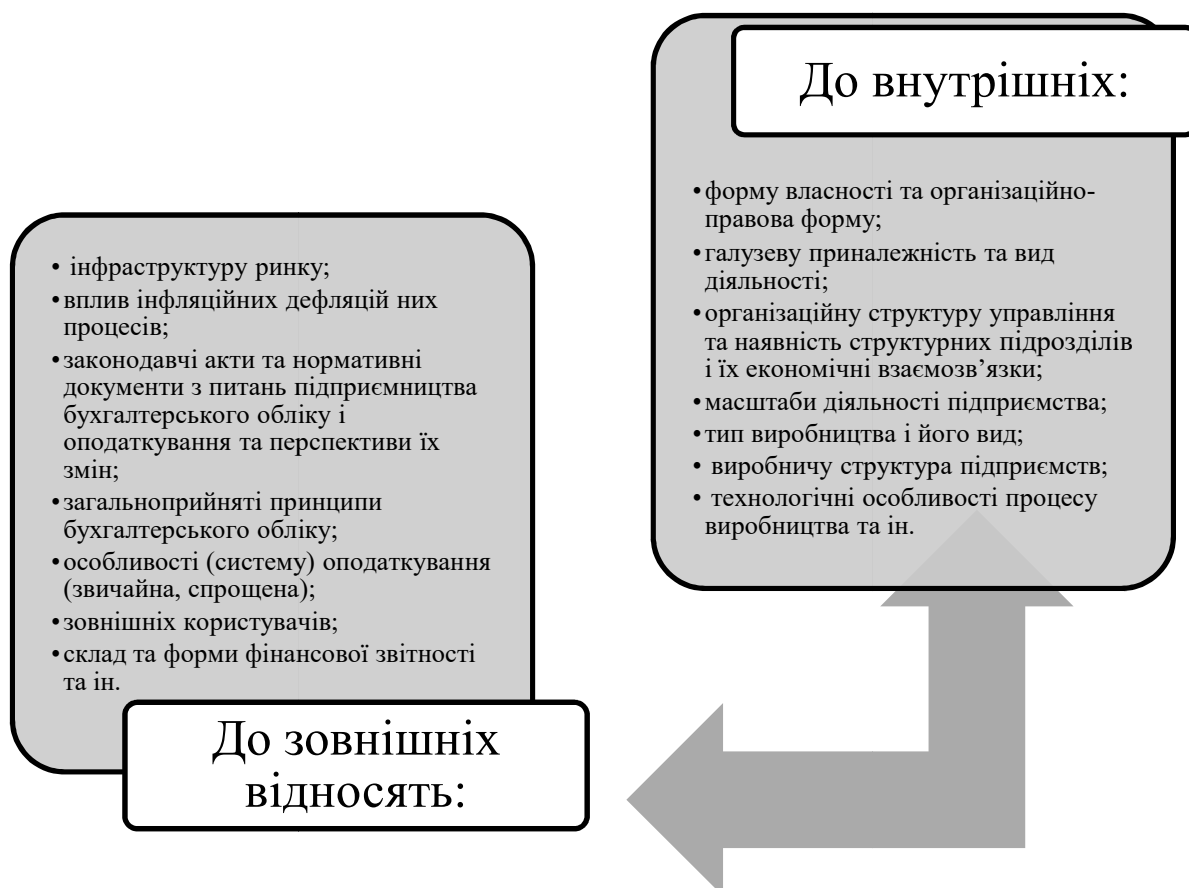 До внутрішніх:
•форму власності та організаційно-
правова форму;
•галузеву приналежність та вид
діяльності;
•організаційну структуру управління
та наявність структурних підрозділів
і їх економічні взаємозв’язки;
•масштаби діяльності підприємства;
•тип виробництва і його вид;
• виробничу структура підприємств;
• технологічні особливості процесу
виробництва та ін.
• інфраструктуру ринку;
•вплив інфляційних дефляцій них
процесів;
•законодавчі акти та нормативні
документи з питань підприємництва
бухгалтерського обліку і
оподаткування та перспективи їх
змін;
•загальноприйняті принципи
бухгалтерського обліку;
•особливості (систему) оподаткування
(звичайна, спрощена);
•зовнішніх користувачів;
•склад та форми фінансової звітності
та ін.
До зовнішніх
відносять: